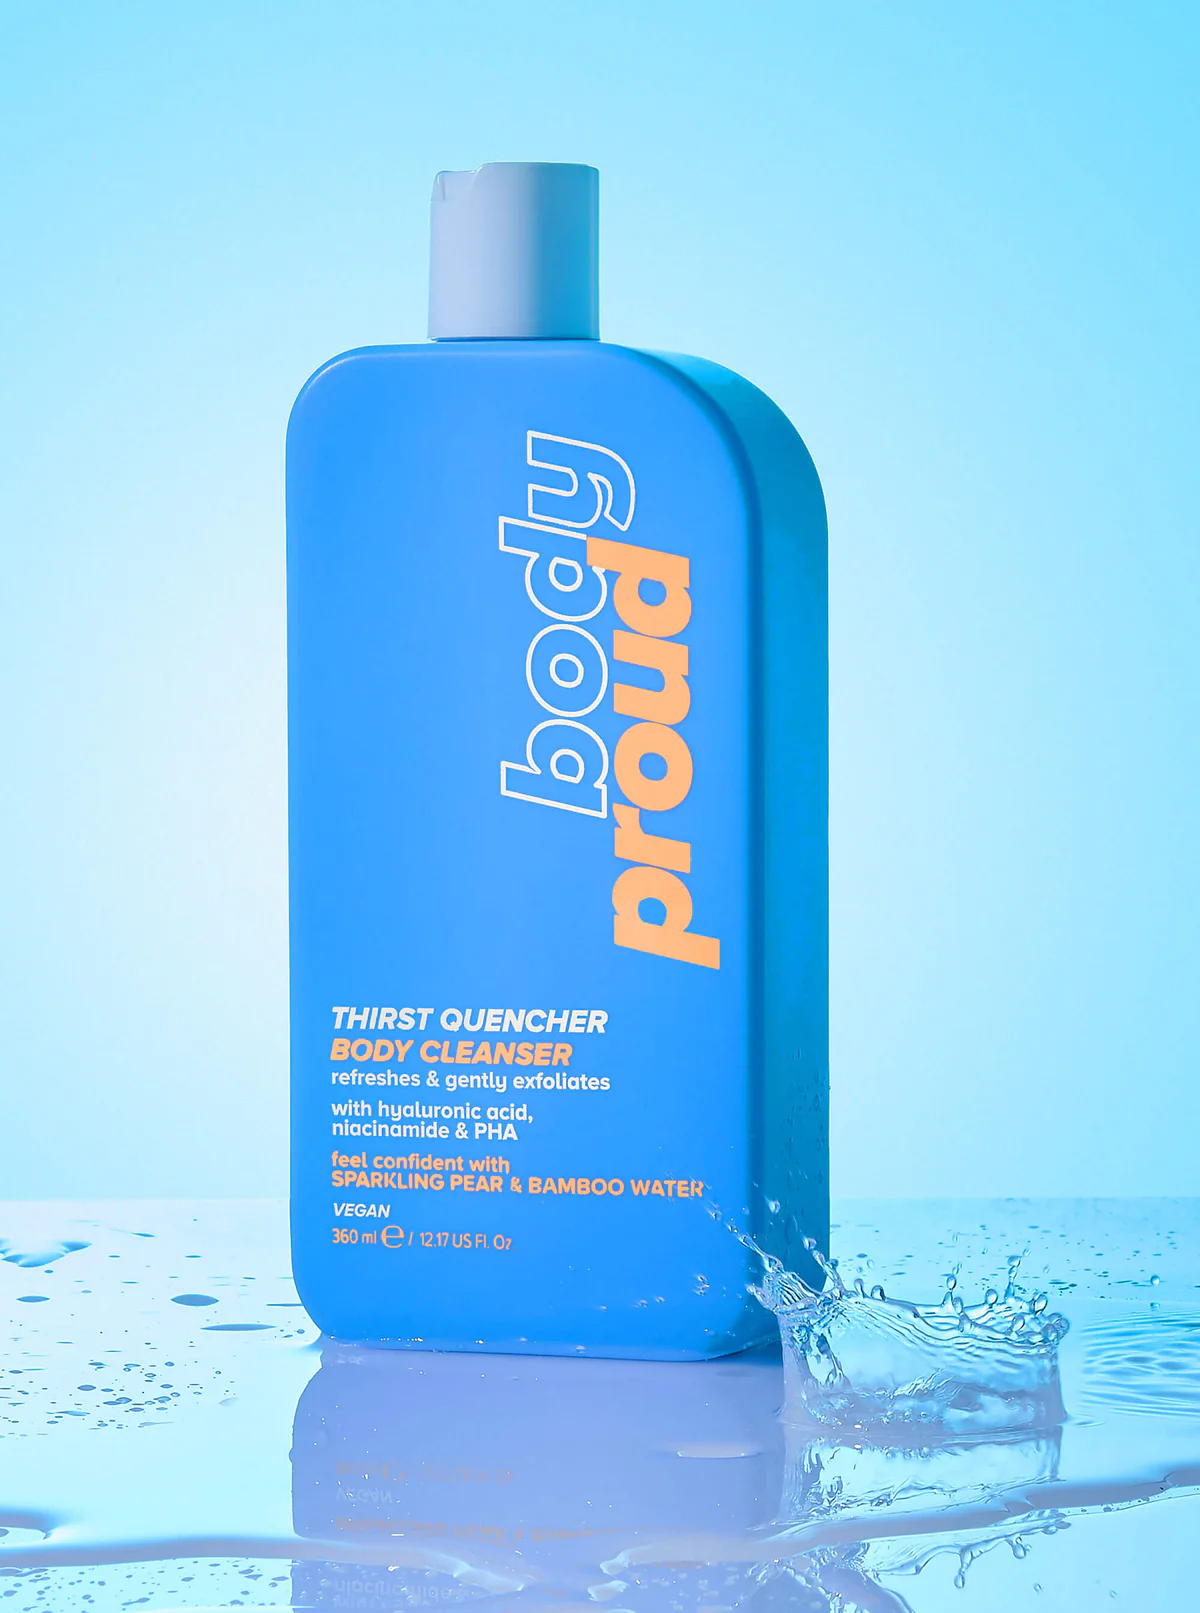 body
proud
THIRST QUENCHER
BODY CLEANSER
refreshes & gently exfoliates
with hyaluronic acid,
niacinamide & PHA
feel confident with
SPARKLING PEAR & BAMBOO WATER
VEGAN
360 ml ℮ / 12.17 US Fl. Oz